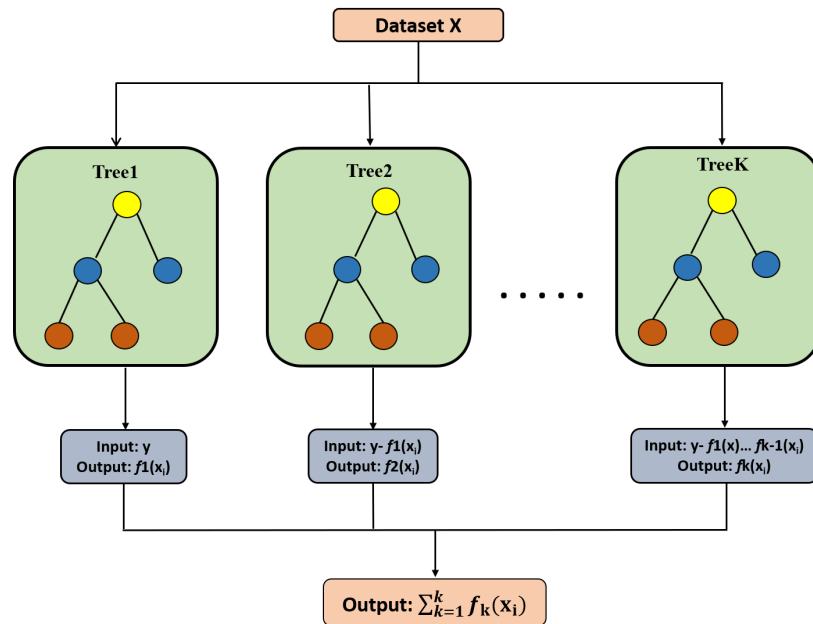 Dataset X
Tree1
Tree2
TreeK
. . . . .
Input: y
Output: f1(xᵢ)
Input: y- f1(xᵢ)
Output: f2(xᵢ)
Input: y- f1(x)... fk-1(xᵢ)
Output: fk(xᵢ)
Output: ∑ₖ₌₁ᵏ fₖ(xᵢ)